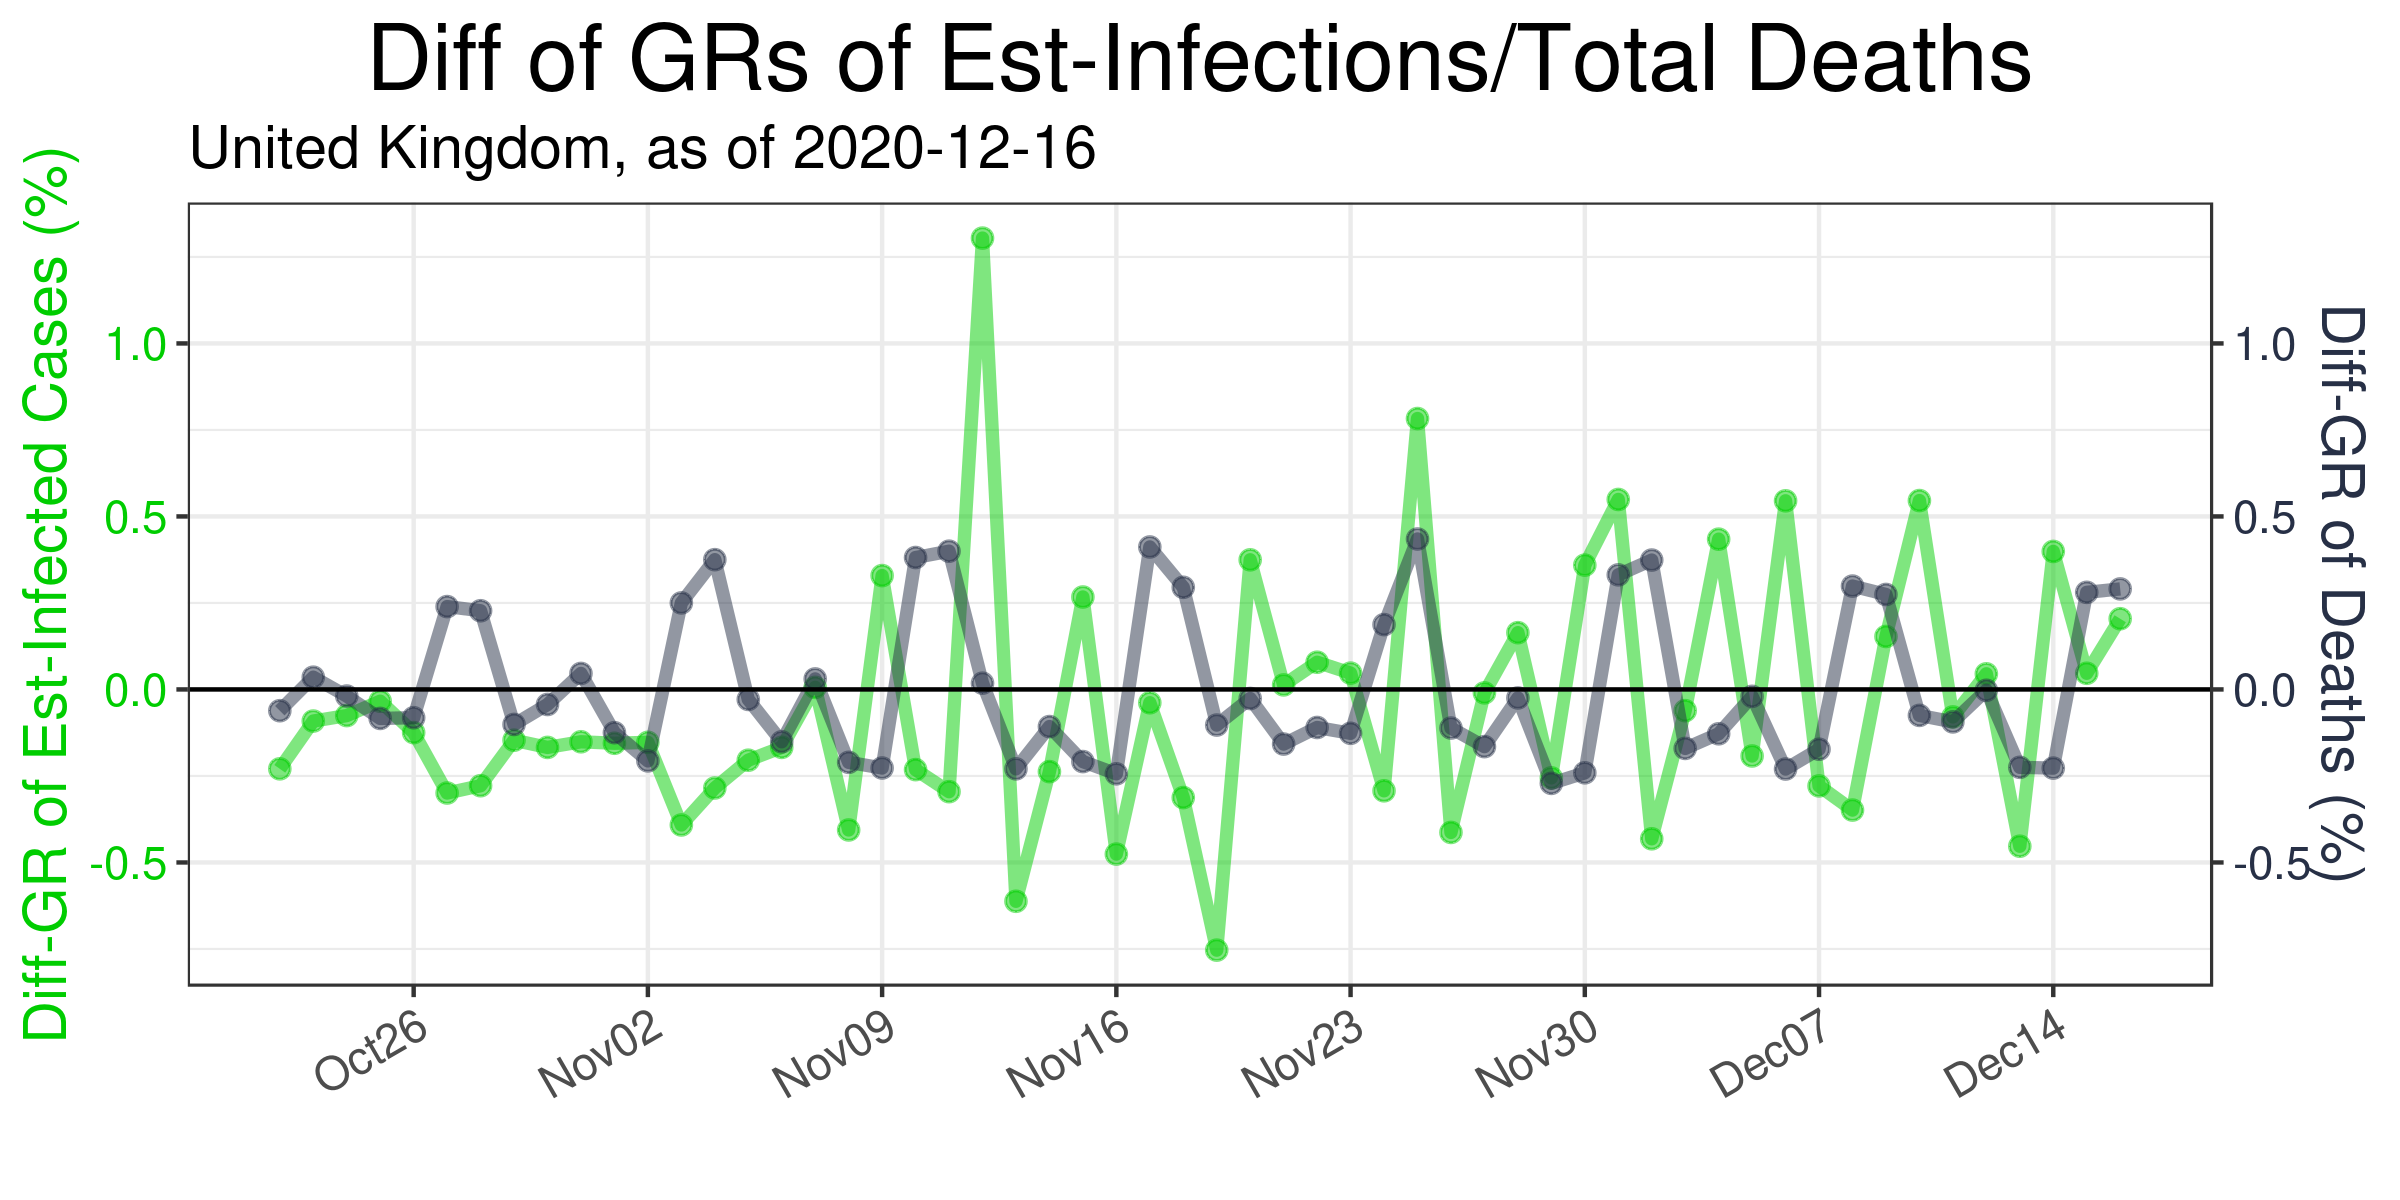 Diff of GRs of Est-Infections/Total Deaths
United Kingdom, as of 2020-12-16
Diff-GR of Est-Infected Cases (%)
1.0
0.5
0.0
-0.5
1.0
0.5
0.0
-0.5
Diff-GR of Deaths (%)
Oct26
Nov02
Nov09
Nov16
Nov23
Nov30
Dec07
Dec14